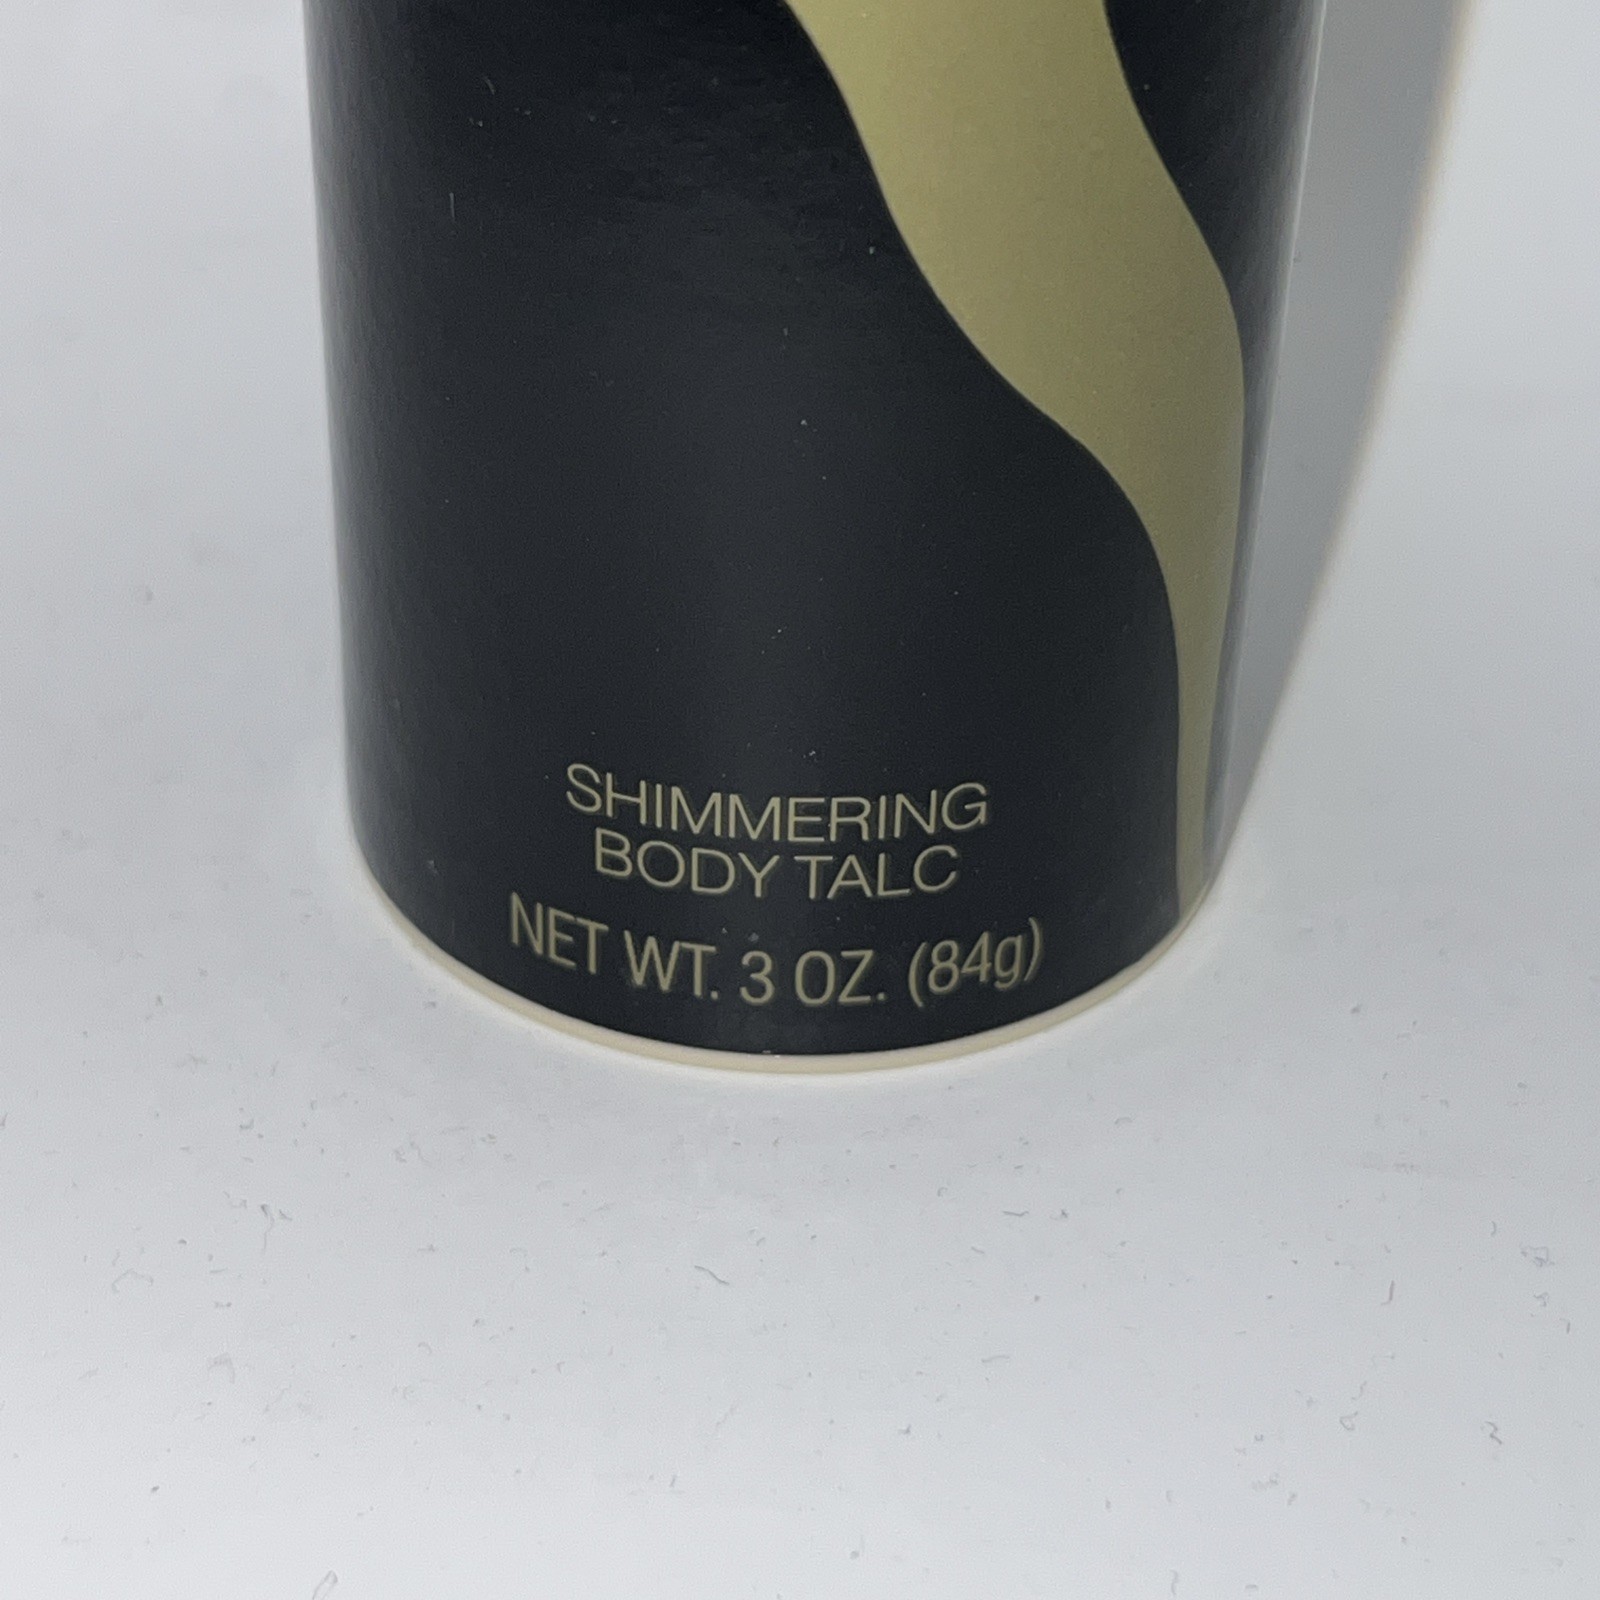 SHIMMERING
BODY TALC
NET WT. 3 OZ. (84g)